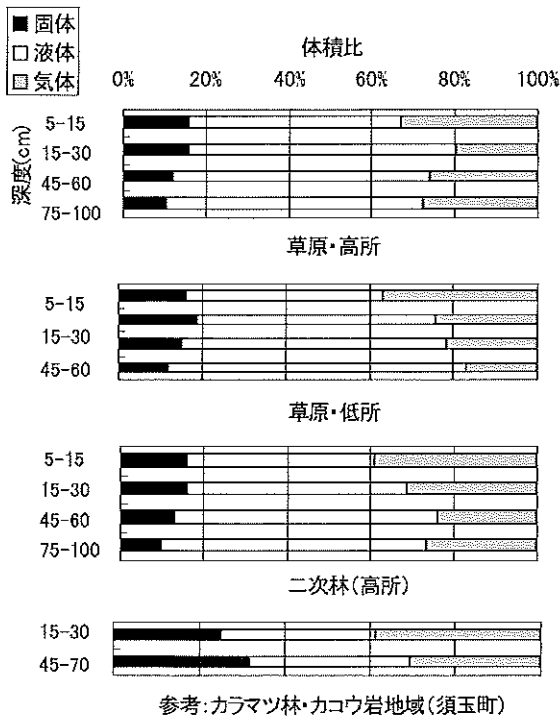 固体
液体
気体
体積比
0% 20% 40% 60% 80% 100%
深度(cm)
5-15
15-30
45-60
75-100
草原・高所
5-15
15-30
45-60
草原・低所
5-15
15-30
45-60
75-100
二次林(高所)
15-30
45-70
参考:カラマツ林・カコウ岩地域(須玉町)